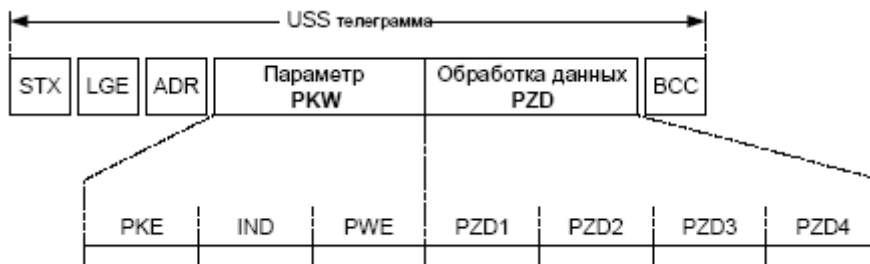 USS телеграмма
STX LGE ADR Параметр PKW Обработка данных PZD BCC
PKE IND PWE PZD1 PZD2 PZD3 PZD4